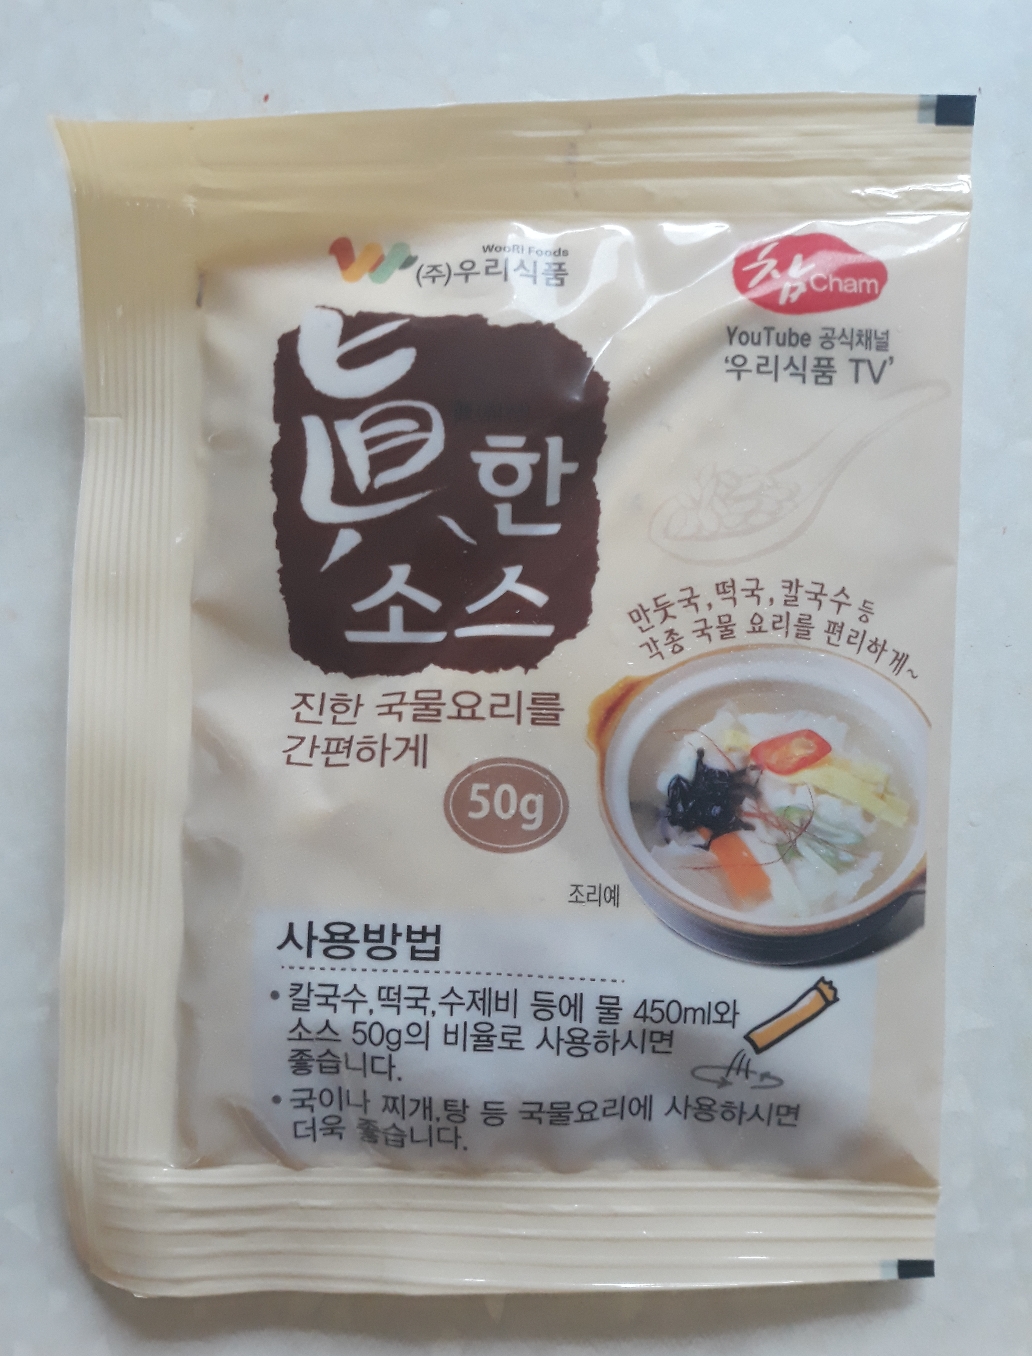 WooRi Foods
(주)우리식품
참 Cham
YouTube 공식채널
‘우리식품 TV’
眞한
소스
만둣국, 떡국, 칼국수 등
각종 국물 요리를 편리하게~
진한 국물요리를
간편하게
50g
조리예
사용방법
• 칼국수,떡국,수제비 등에 물 450ml와
소스 50g의 비율로 사용하시면
좋습니다.
• 국이나 찌개,탕 등 국물요리에 사용하시면
더욱 좋습니다.